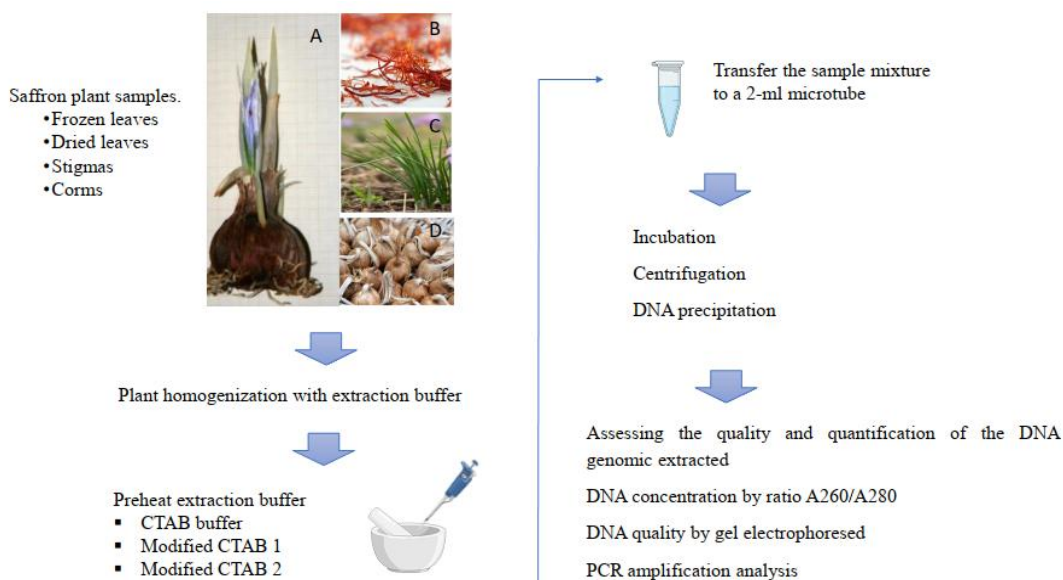 Saffron plant samples.
•Frozen leaves
•Dried leaves
•Stigmas
•Corms
A
B
C
D
Plant homogenization with extraction buffer
Preheat extraction buffer
▪ CTAB buffer
▪ Modified CTAB 1
▪ Modified CTAB 2
Transfer the sample mixture
to a 2-ml microtube
Incubation
Centrifugation
DNA precipitation
Assessing the quality and quantification of the DNA
genomic extracted
DNA concentration by ratio A260/A280
DNA quality by gel electrophoresed
PCR amplification analysis